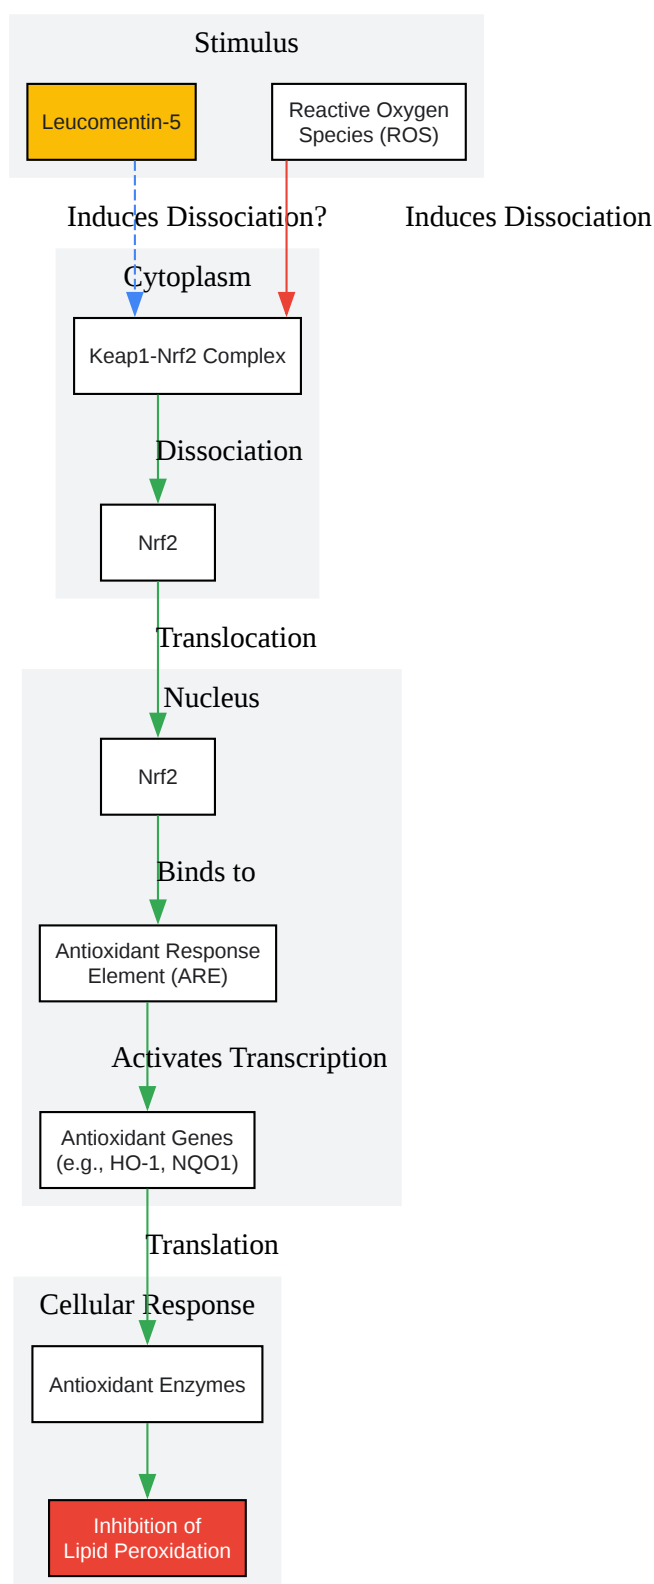 Stimulus
Leucomentin-5
Reactive Oxygen
Species (ROS)
Induces Dissociation?
Induces Dissociation
Cytoplasm
Keap1-Nrf2 Complex
Dissociation
Nrf2
Translocation
Nucleus
Nrf2
Binds to
Antioxidant Response
Element (ARE)
Activates Transcription
Antioxidant Genes
(e.g., HO-1, NQO1)
Translation
Cellular Response
Antioxidant Enzymes
Inhibition of
Lipid Peroxidation